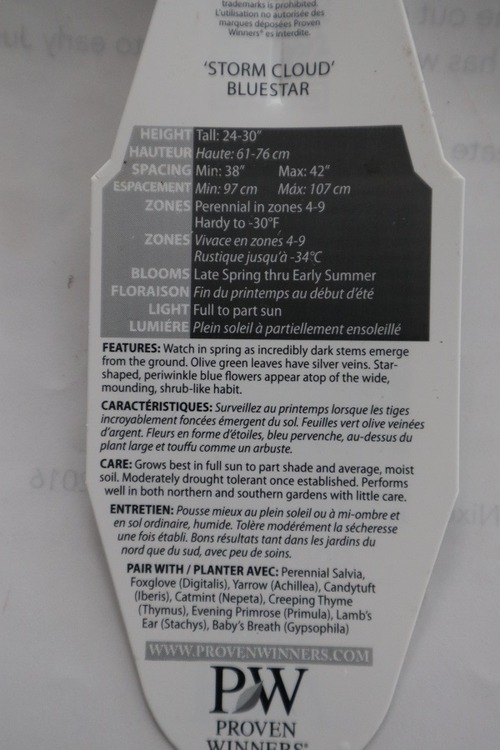 trademarks is prohibited.
L'utilisation no autorisée des
marques déposées Proven
Winners® es interdite.
'STORM CLOUD'
BLUESTAR
HEIGHT Tall: 24-30"
HAUTEUR Haute: 61-76 cm
SPACING Min: 38" Max: 42"
ESPACEMENT Min: 97 cm Máx: 107 cm
ZONES Perennial in zones 4-9
Hardy to -30°F
ZONES Vivace en zonés 4-9
Rustique jusqu'à -34°C
BLOOMS Late Spring thru Early Summer
FLORAISON Fin du printemps au début d'été
LIGHT Full to part sun
LUMIÉRE Plein soleil à partiellement ensoleillé
FEATURES: Watch in spring as incredibly dark stems emerge
from the ground. Olive green leaves have silver veins. Star-
shaped, periwinkle blue flowers appear atop of the wide,
mounding, shrub-like habit.
CARACTÉRISTIQUES: Surveillez au printemps lorsque les tiges
incroyablement foncées émergent du sol. Feuilles vert olive veinées
d'argent. Fleurs en forme d'étoiles, bleu pervenche, au-dessus du
plant large et touffu comme un arbuste.
CARE: Grows best in full sun to part shade and average, moist
soil. Moderately drought tolerant once established. Performs
well in both northern and southern gardens with little care.
ENTRETIEN: Pousse mieux au plein soleil ou à mi-ombre et
en sol ordinaire, humide. Tolère modérément la sécheresse
une fois établi. Bons résultats tant dans les jardins du
nord que du sud, avec peu de soins.
PAIR WITH / PLANTER AVEC: Perennial Salvia,
Foxglove (Digitalis), Yarrow (Achillea), Candytuft
(Iberis), Catmint (Nepeta), Creeping Thyme
(Thymus), Evening Primrose (Primula), Lamb's
Ear (Stachys), Baby's Breath (Gypsophila)
WWW.PROVENWINNERS.COM
PW
PROVEN
WINNERS®